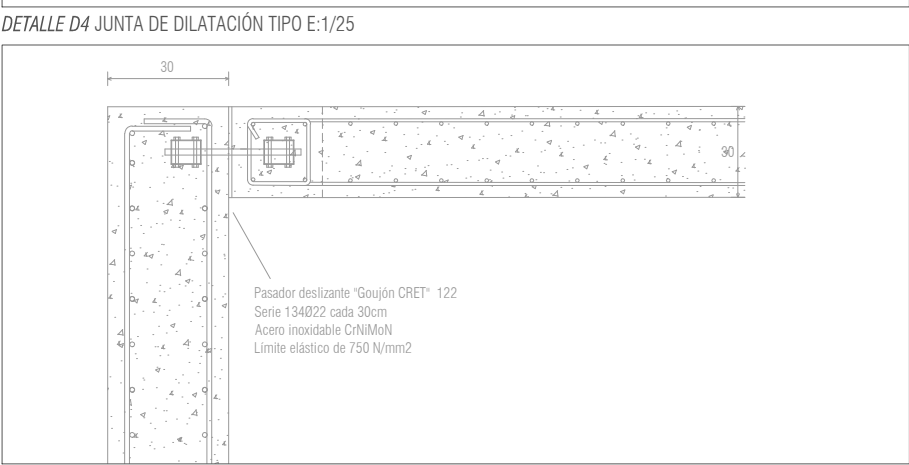 DETALLE D4 JUNTA DE DILATACIÓN TIPO E:1/25
30
30
Pasador deslizante "Goujón CRET" 122
Serie 134Ø22 cada 30cm
Acero inoxidable CrNiMoN
Límite elástico de 750 N/mm2